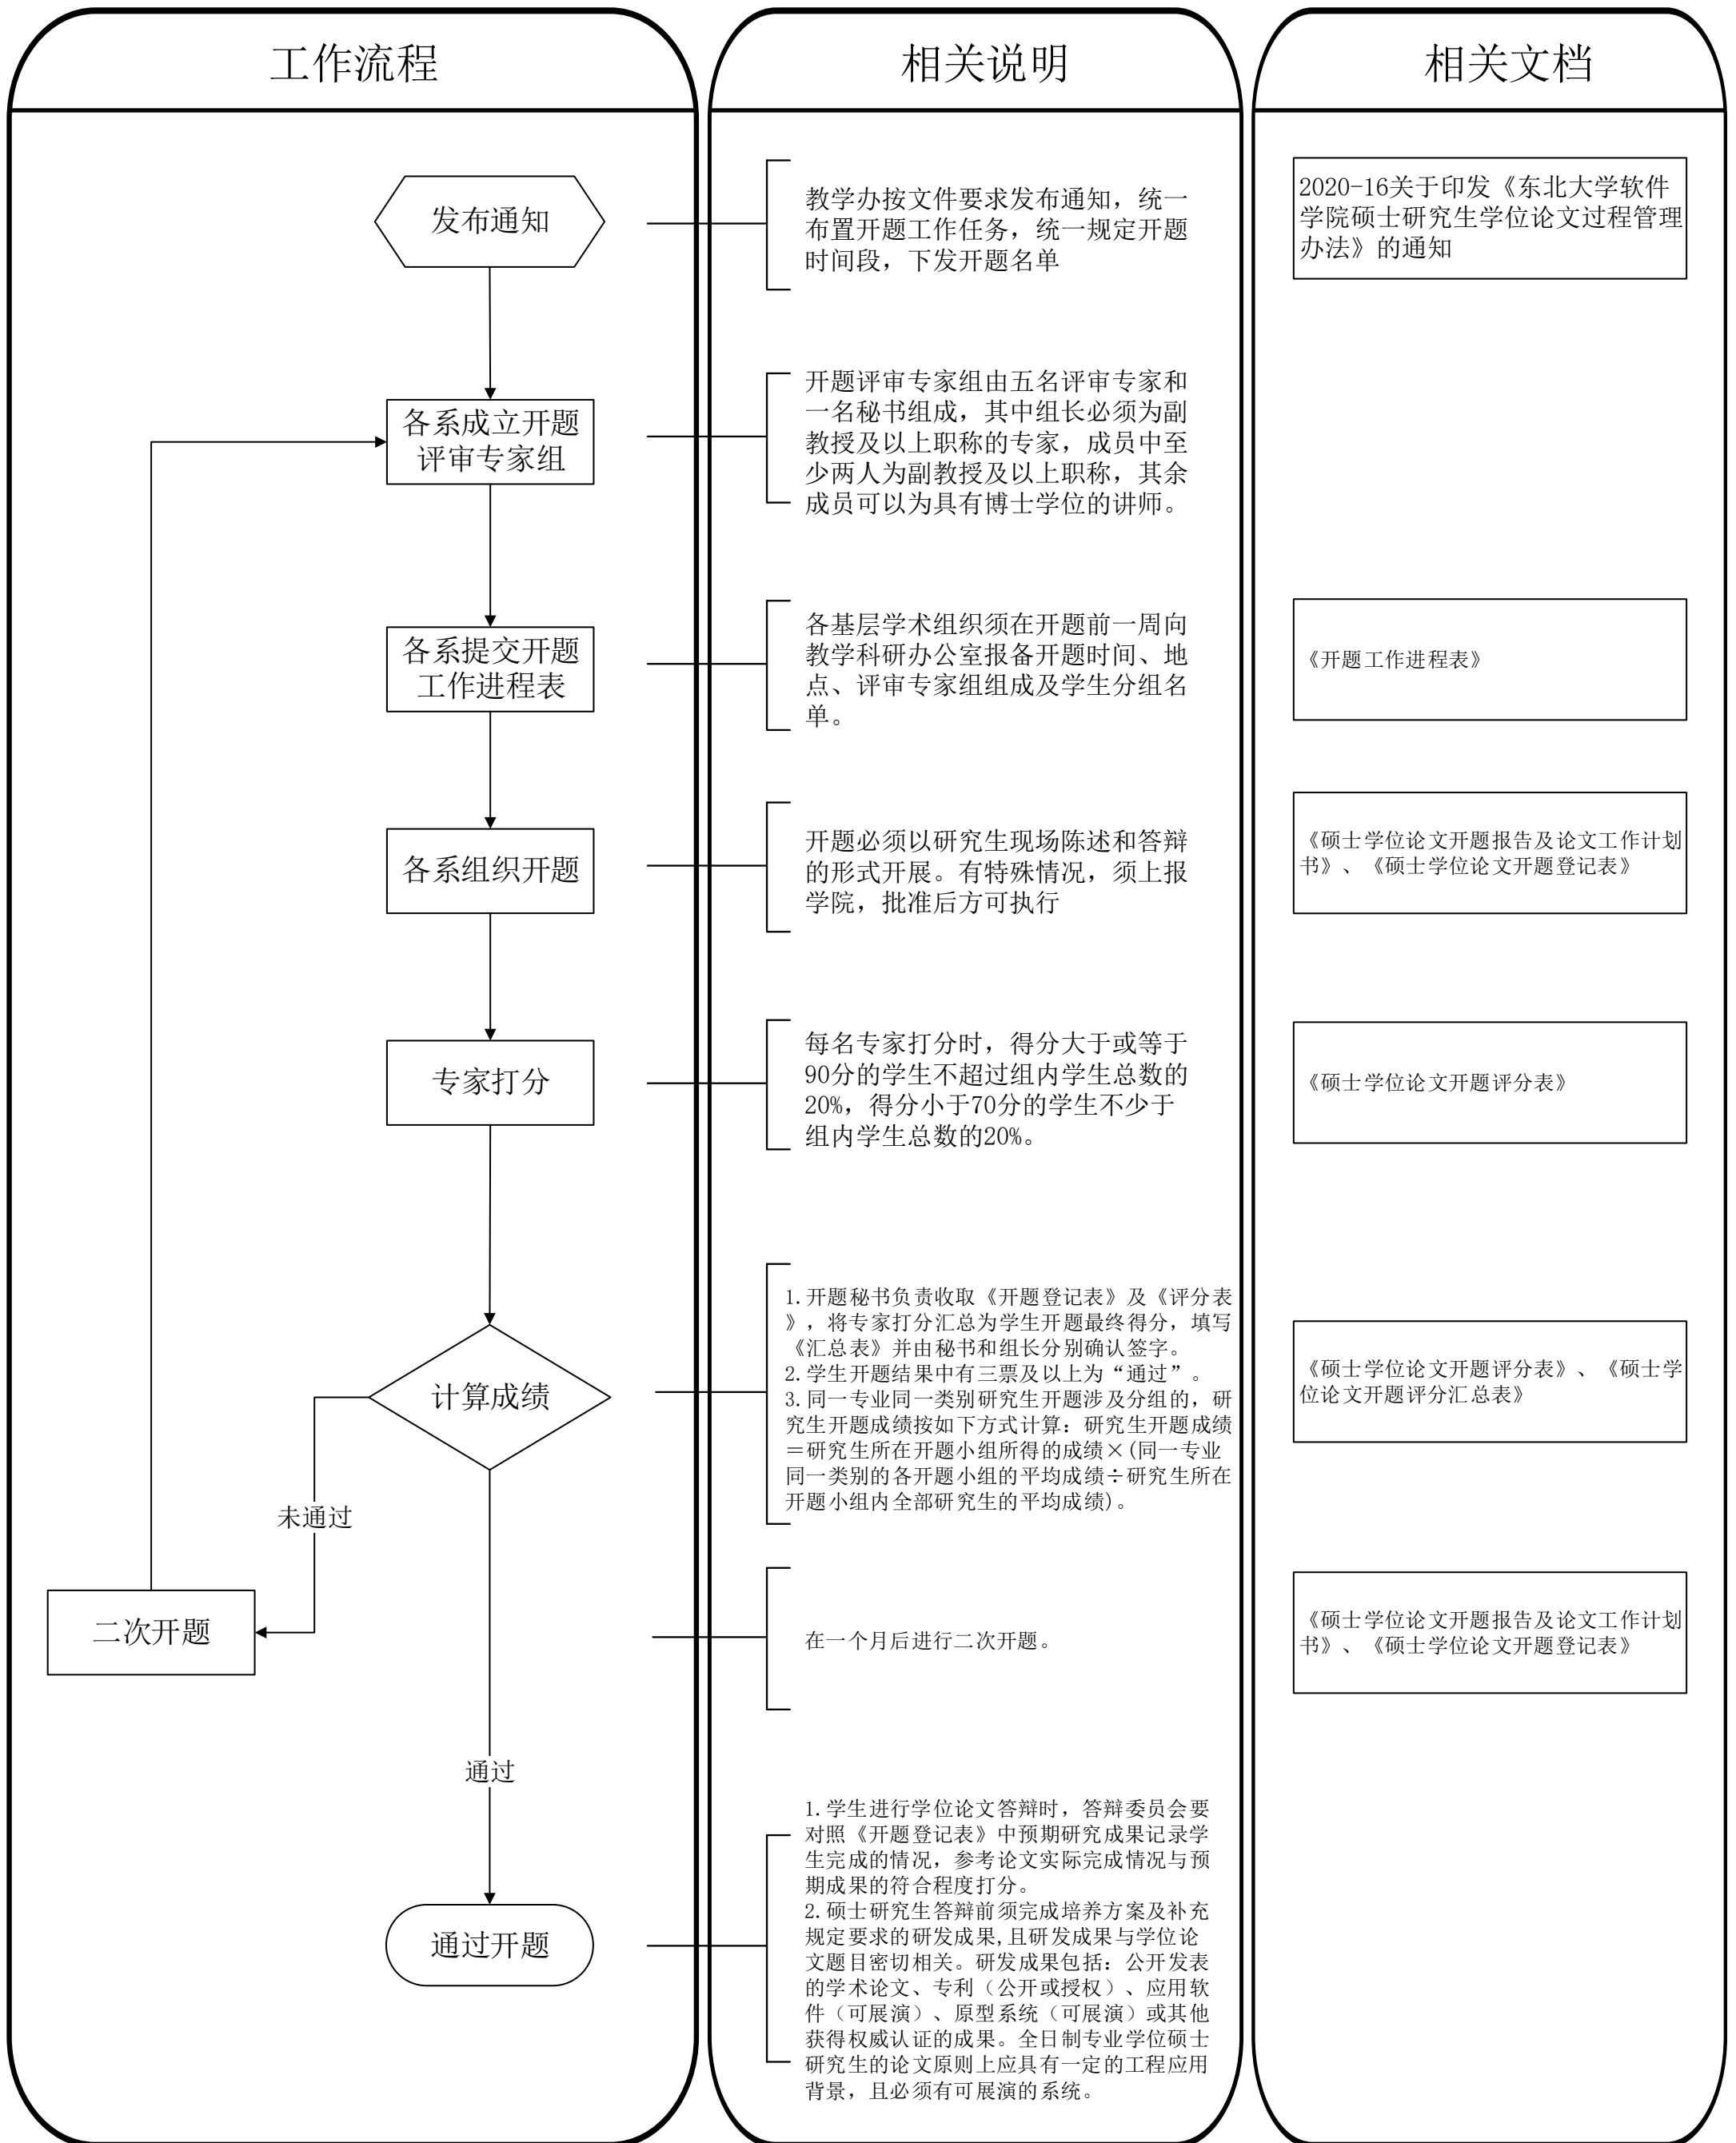 工作流程
相关说明
相关文档
发布通知
教学办按文件要求发布通知，统一
布置开题工作任务，统一规定开题
时间段，下发开题名单
2020-16关于印发《东北大学软件
学院硕士研究生学位论文过程管理
办法》的通知
各系成立开题
评审专家组
开题评审专家组由五名评审专家和
一名秘书组成，其中组长必须为副
教授及以上职称的专家，成员中至
少两人为副教授及以上职称，其余
成员可以为具有博士学位的讲师。
各系提交开题
工作进程表
各基层学术组织须在开题前一周向
教学科研办公室报备开题时间、地
点、评审专家组组成及学生分组名
单。
《开题工作进程表》
各系组织开题
开题必须以研究生现场陈述和答辩
的形式开展。有特殊情况，须上报
学院，批准后方可执行
《硕士学位论文开题报告及论文工作计划
书》、《硕士学位论文开题登记表》
专家打分
每名专家打分时，得分大于或等于
90分的学生不超过组内学生总数的
20%，得分小于70分的学生不少于
组内学生总数的20%。
《硕士学位论文开题评分表》
计算成绩
1.开题秘书负责收取《开题登记表》及《评分表
》，将专家打分汇总为学生开题最终得分，填写
《汇总表》并由秘书和组长分别确认签字。
2.学生开题结果中有三票及以上为“通过”。
3.同一专业同一类别研究生开题涉及分组的，研
究生开题成绩按如下方式计算：研究生开题成绩
＝研究生所在开题小组所得的成绩×(同一专业
同一类别的各开题小组的平均成绩÷研究生所在
开题小组内全部研究生的平均成绩)。
《硕士学位论文开题评分表》、《硕士学
位论文开题评分汇总表》
未通过
二次开题
在一个月后进行二次开题。
《硕士学位论文开题报告及论文工作计划
书》、《硕士学位论文开题登记表》
通过
通过开题
1.学生进行学位论文答辩时，答辩委员会要
对照《开题登记表》中预期研究成果记录学
生完成的情况，参考论文实际完成情况与预
期成果的符合程度打分。
2.硕士研究生答辩前须完成培养方案及补充
规定要求的研发成果,且研发成果与学位论
文题目密切相关。研发成果包括：公开发表
的学术论文、专利（公开或授权）、应用软
件（可展演）、原型系统（可展演）或其他
获得权威认证的成果。全日制专业学位硕士
研究生的论文原则上应具有一定的工程应用
背景，且必须有可展演的系统。